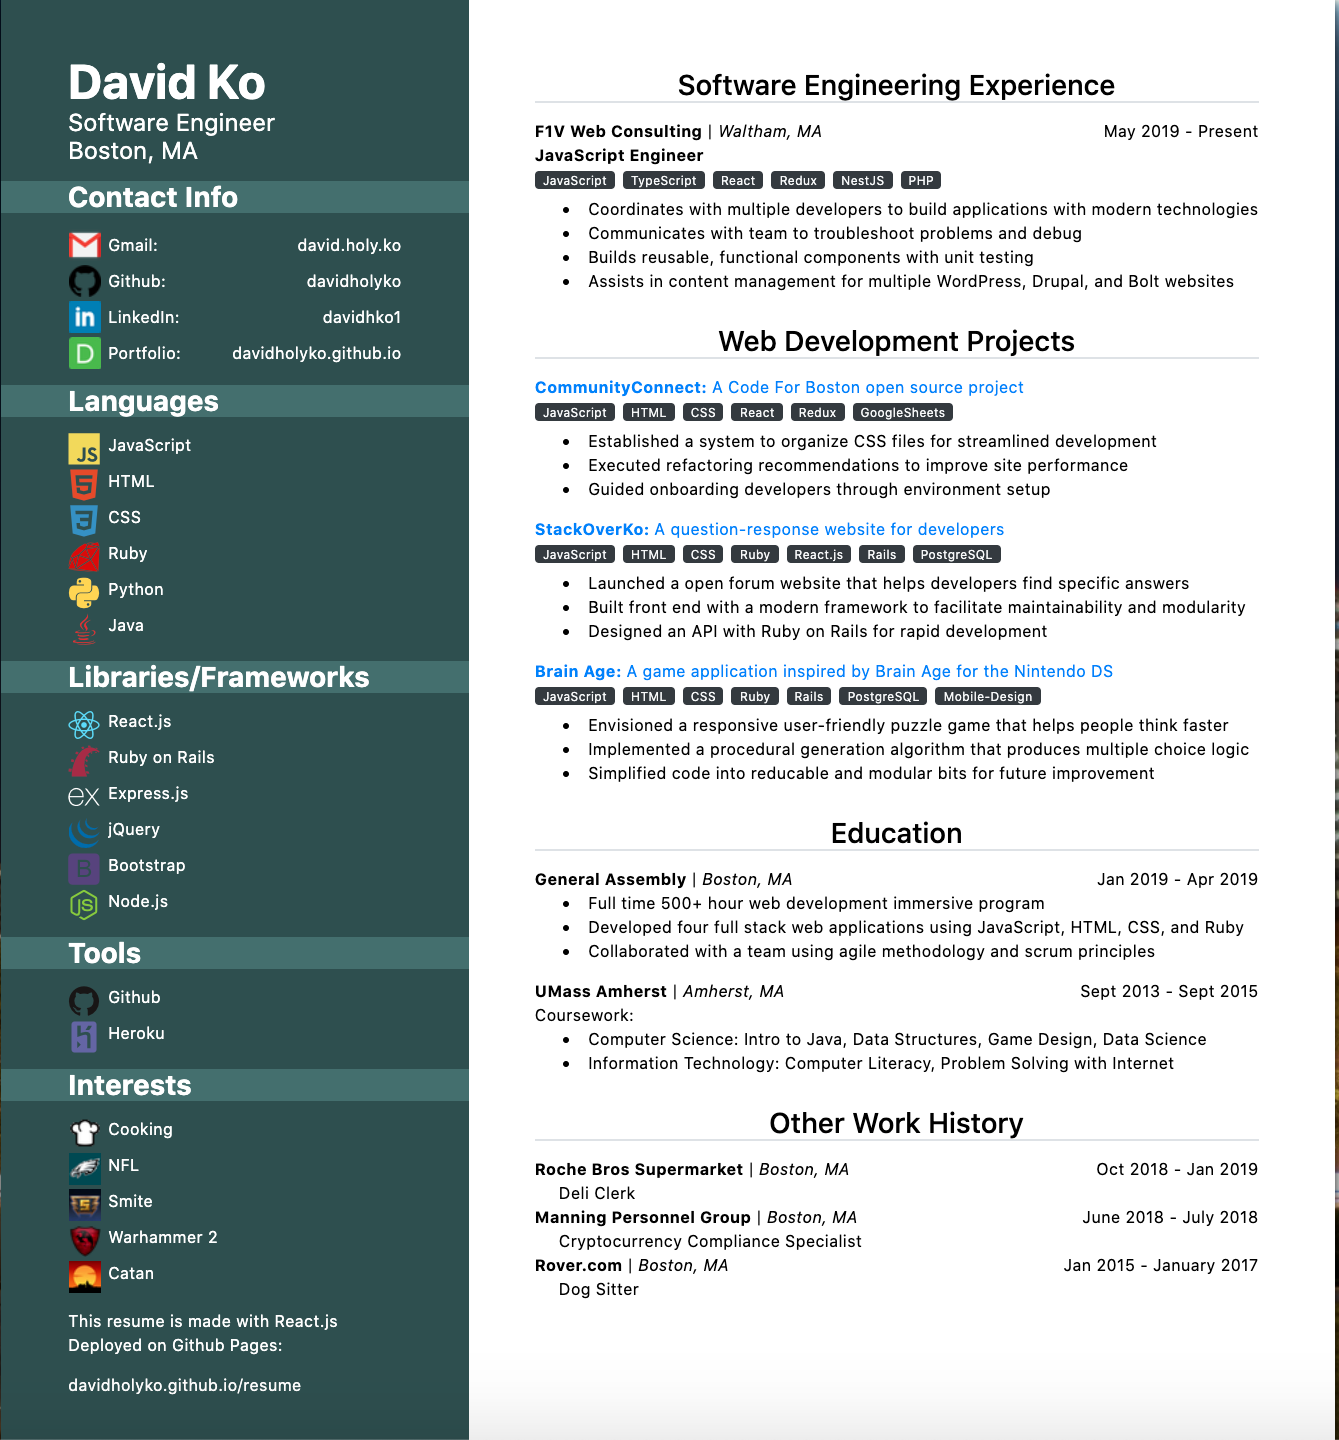 David Ko
Software Engineer
Boston, MA
Contact Info
Gmail: david.holy.ko
Github: davidholyko
in LinkedIn: davidhko1
D Portfolio: davidholyko.github.io
Languages
JS JavaScript
HTML
CSS
Ruby
Python
Java
Libraries/Frameworks
React.js
Ruby on Rails
ex Express.js
jQuery
B Bootstrap
JS Node.js
Tools
Github
Heroku
Interests
Cooking
NFL
S Smite
Warhammer 2
Catan
This resume is made with React.js
Deployed on Github Pages:
davidholyko.github.io/resume
Software Engineering Experience
F1V Web Consulting | Waltham, MA May 2019 - Present
JavaScript Engineer
JavaScript TypeScript React Redux NestJS PHP
• Coordinates with multiple developers to build applications with modern technologies
• Communicates with team to troubleshoot problems and debug
• Builds reusable, functional components with unit testing
• Assists in content management for multiple WordPress, Drupal, and Bolt websites
Web Development Projects
CommunityConnect: A Code For Boston open source project
JavaScript HTML CSS React Redux GoogleSheets
• Established a system to organize CSS files for streamlined development
• Executed refactoring recommendations to improve site performance
• Guided onboarding developers through environment setup
StackOverKo: A question-response website for developers
JavaScript HTML CSS Ruby React.js Rails PostgreSQL
• Launched a open forum website that helps developers find specific answers
• Built front end with a modern framework to facilitate maintainability and modularity
• Designed an API with Ruby on Rails for rapid development
Brain Age: A game application inspired by Brain Age for the Nintendo DS
JavaScript HTML CSS Ruby Rails PostgreSQL Mobile-Design
• Envisioned a responsive user-friendly puzzle game that helps people think faster
• Implemented a procedural generation algorithm that produces multiple choice logic
• Simplified code into reducable and modular bits for future improvement
Education
General Assembly | Boston, MA Jan 2019 - Apr 2019
• Full time 500+ hour web development immersive program
• Developed four full stack web applications using JavaScript, HTML, CSS, and Ruby
• Collaborated with a team using agile methodology and scrum principles
UMass Amherst | Amherst, MA Sept 2013 - Sept 2015
Coursework:
• Computer Science: Intro to Java, Data Structures, Game Design, Data Science
• Information Technology: Computer Literacy, Problem Solving with Internet
Other Work History
Roche Bros Supermarket | Boston, MA Oct 2018 - Jan 2019
Deli Clerk
Manning Personnel Group | Boston, MA June 2018 - July 2018
Cryptocurrency Compliance Specialist
Rover.com | Boston, MA Jan 2015 - January 2017
Dog Sitter